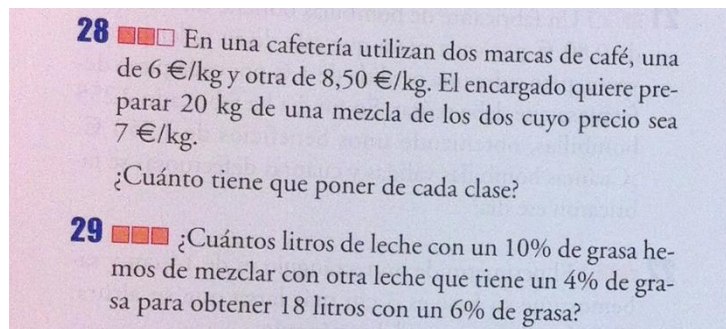 28 En una cafetería utilizan dos marcas de café, una
de 6 €/kg y otra de 8,50 €/kg. El encargado quiere pre-
parar 20 kg de una mezcla de los dos cuyo precio sea
7 €/kg.
¿Cuánto tiene que poner de cada clase?
29 ¿Cuántos litros de leche con un 10% de grasa he-
mos de mezclar con otra leche que tiene un 4% de gra-
sa para obtener 18 litros con un 6% de grasa?